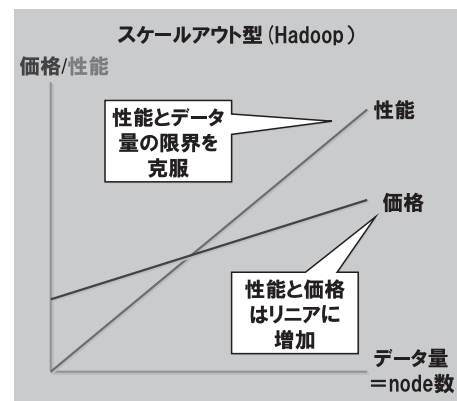 スケールアウト型(Hadoop)
価格/性能
性能とデータ
量の限界を
克服
性能
価格
性能と価格
はリニアに
増加
データ量
＝node数